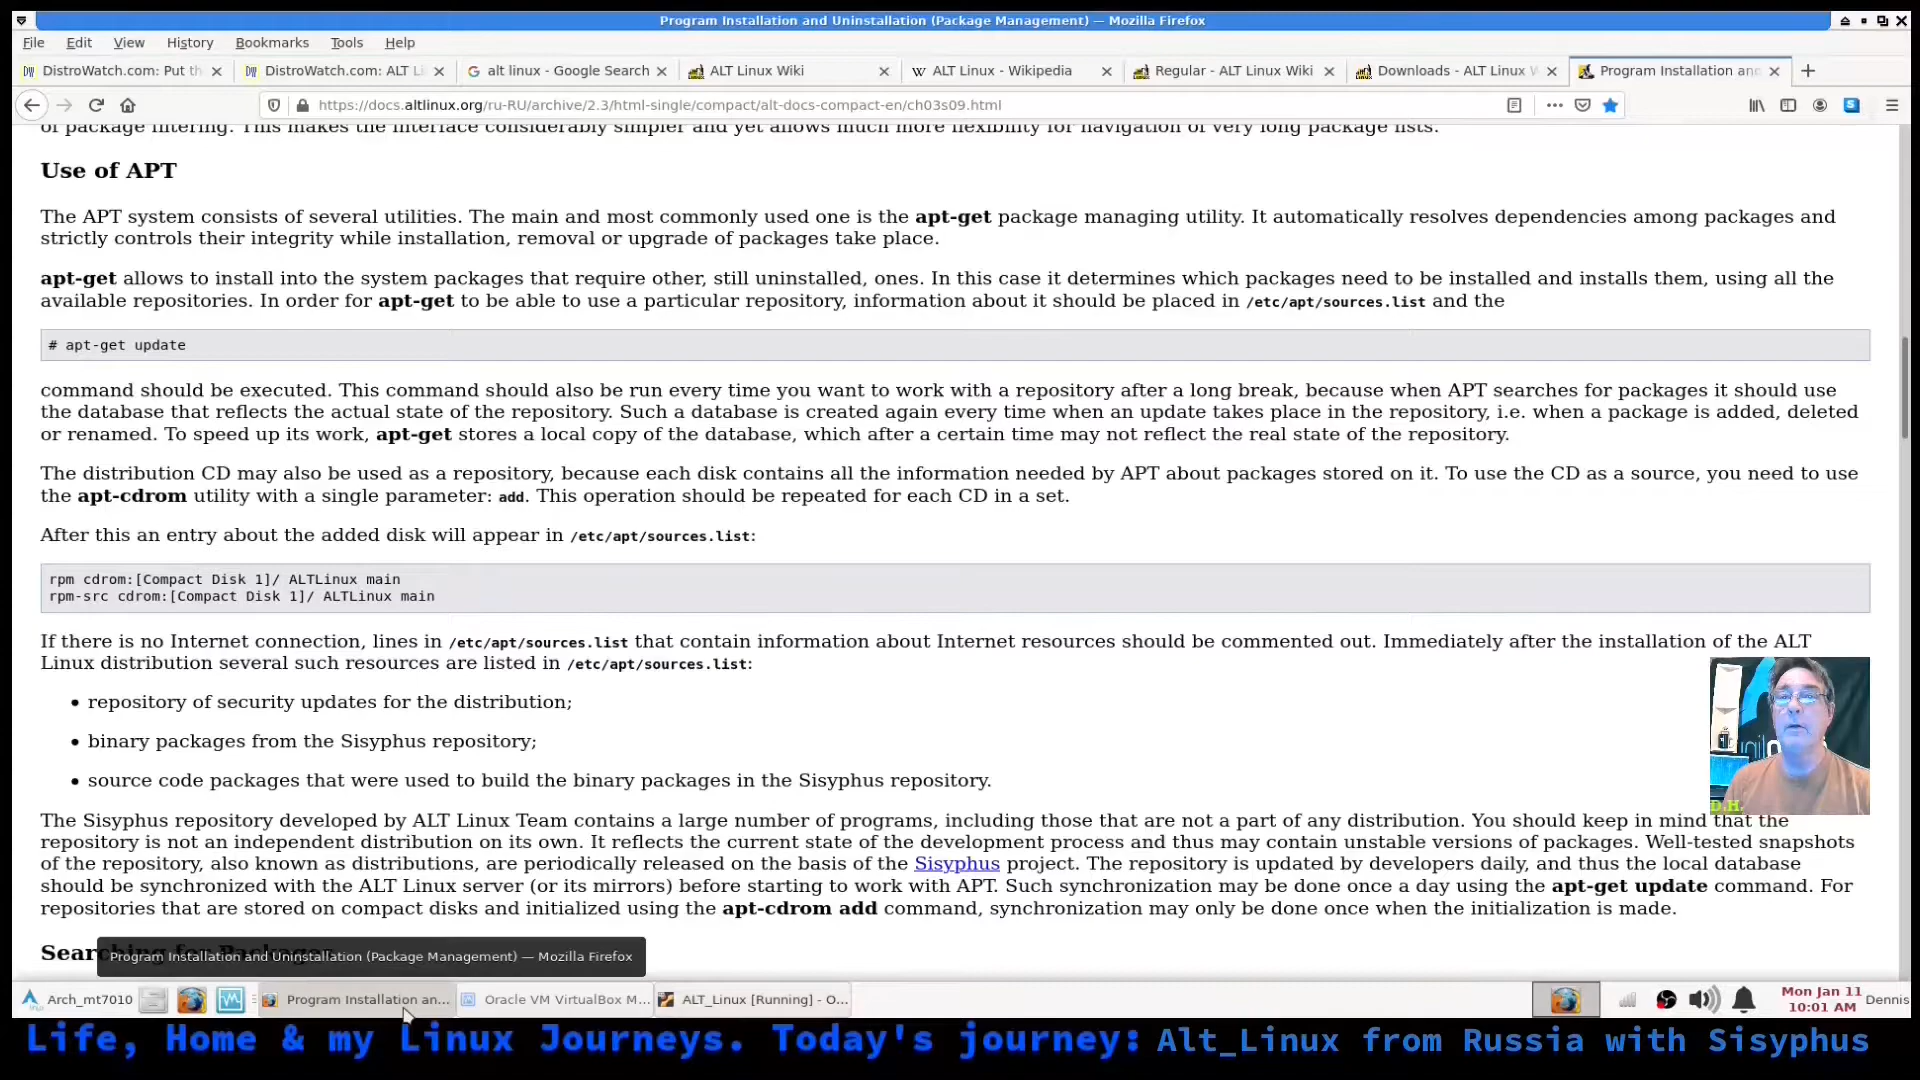 Program Installation and Uninstallation (Package Management) — Mozilla Firefox
File Edit View History Bookmarks Tools Help
DistroWatch.com: Put th DistroWatch.com: ALT Li alt linux - Google Search ALT Linux Wiki ALT Linux - Wikipedia Regular - ALT Linux Wiki Downloads - ALT Linux W Program Installation and
https://docs.altlinux.org/ru-RU/archive/2.3/html-single/compact/alt-docs-compact-en/ch03s09.html
of package filtering. This makes the interface considerably simpler and yet allows much more flexibility for navigation of very long package lists.
Use of APT
The APT system consists of several utilities. The main and most commonly used one is the apt-get package managing utility. It automatically resolves dependencies among packages and
strictly controls their integrity while installation, removal or upgrade of packages take place.
apt-get allows to install into the system packages that require other, still uninstalled, ones. In this case it determines which packages need to be installed and installs them, using all the
available repositories. In order for apt-get to be able to use a particular repository, information about it should be placed in /etc/apt/sources.list and the
# apt-get update
command should be executed. This command should also be run every time you want to work with a repository after a long break, because when APT searches for packages it should use
the database that reflects the actual state of the repository. Such a database is created again every time when an update takes place in the repository, i.e. when a package is added, deleted
or renamed. To speed up its work, apt-get stores a local copy of the database, which after a certain time may not reflect the real state of the repository.
The distribution CD may also be used as a repository, because each disk contains all the information needed by APT about packages stored on it. To use the CD as a source, you need to use
the apt-cdrom utility with a single parameter: add. This operation should be repeated for each CD in a set.
After this an entry about the added disk will appear in /etc/apt/sources.list:
rpm cdrom:[Compact Disk 1]/ ALTLinux main
rpm-src cdrom:[Compact Disk 1]/ ALTLinux main
If there is no Internet connection, lines in /etc/apt/sources.list that contain information about Internet resources should be commented out. Immediately after the installation of the ALT
Linux distribution several such resources are listed in /etc/apt/sources.list:
• repository of security updates for the distribution;
• binary packages from the Sisyphus repository;
• source code packages that were used to build the binary packages in the Sisyphus repository.
D.H.
The Sisyphus repository developed by ALT Linux Team contains a large number of programs, including those that are not a part of any distribution. You should keep in mind that the
repository is not an independent distribution on its own. It reflects the current state of the development process and thus may contain unstable versions of packages. Well-tested snapshots
of the repository, also known as distributions, are periodically released on the basis of the Sisyphus project. The repository is updated by developers daily, and thus the local database
should be synchronized with the ALT Linux server (or its mirrors) before starting to work with APT. Such synchronization may be done once a day using the apt-get update command. For
repositories that are stored on compact disks and initialized using the apt-cdrom add command, synchronization may only be done once when the initialization is made.
Searching for Packages
Program Installation and Uninstallation (Package Management) — Mozilla Firefox
Arch_mt7010 Program Installation an... Oracle VM VirtualBox M... ALT_Linux [Running] - O... Mon Jan 11 Dennis
10:01 AM
Life, Home & my Linux Journeys. Today's journey: Alt_Linux from Russia with Sisyphus